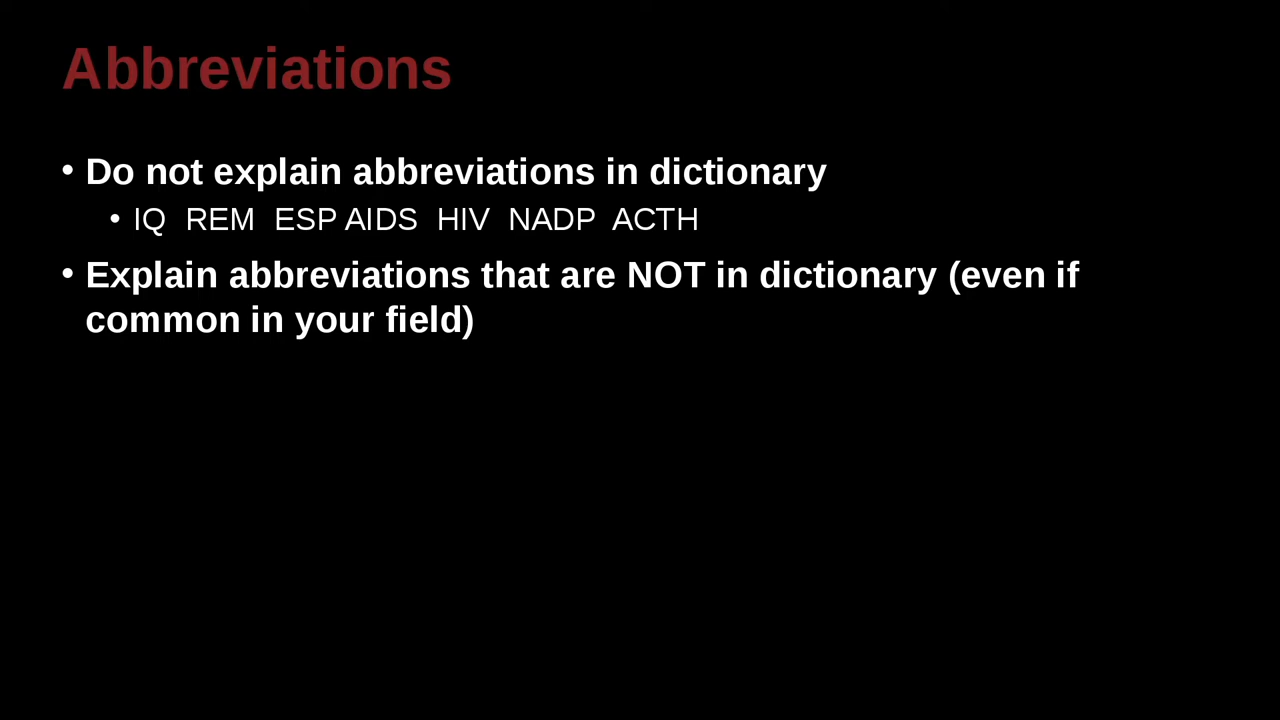 Abbreviations
• Do not explain abbreviations in dictionary
• IQ  REM  ESP AIDS  HIV  NADP  ACTH
• Explain abbreviations that are NOT in dictionary (even if
common in your field)